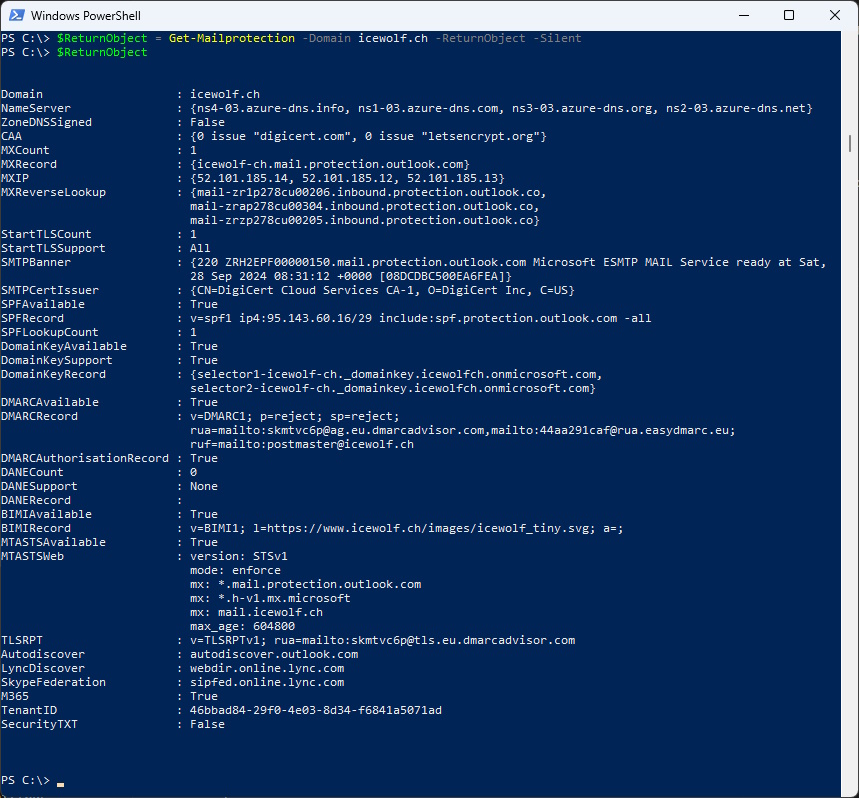 Windows PowerShell
PS C:\> $ReturnObject = Get-Mailprotection -Domain icewolf.ch -ReturnObject -Silent
PS C:\> $ReturnObject
Domain : icewolf.ch
NameServer : {ns4-03.azure-dns.info, ns1-03.azure-dns.com, ns3-03.azure-dns.org, ns2-03.azure-dns.net}
ZoneDNSSigned : False
CAA : {0 issue "digicert.com", 0 issue "letsencrypt.org"}
MXCount : 1
MXRecord : {icewolf-ch.mail.protection.outlook.com}
MXIP : {52.101.185.14, 52.101.185.12, 52.101.185.13}
MXReverseLookup : {mail-zr1p278cu00206.inbound.protection.outlook.co,
mail-zrap278cu00304.inbound.protection.outlook.co,
mail-zrzp278cu00205.inbound.protection.outlook.co}
StartTLSCount : 1
StartTLSSupport : All
SMTPBanner : {220 ZRH2EPF00000150.mail.protection.outlook.com Microsoft ESMTP MAIL Service ready at Sat,
28 Sep 2024 08:31:12 +0000 [08DCDBC500EA6FEA]}
SMTPCertIssuer : {CN=DigiCert Cloud Services CA-1, O=DigiCert Inc, C=US}
SPFAvailable : True
SPFRecord : v=spf1 ip4:95.143.60.16/29 include:spf.protection.outlook.com -all
SPFLookupCount : 1
DomainKeyAvailable : True
DomainKeySupport : True
DomainKeyRecord : {selector1-icewolf-ch._domainkey.icewolfch.onmicrosoft.com,
selector2-icewolf-ch._domainkey.icewolfch.onmicrosoft.com}
DMARCAvailable : True
DMARCRecord : v=DMARC1; p=reject; sp=reject;
rua=mailto:skmtvc6p@ag.eu.dmarcadvisor.com,mailto:44aa291caf@rua.easydmarc.eu;
ruf=mailto:postmaster@icewolf.ch
DMARCAuthorisationRecord : True
DANECount : 0
DANESupport : None
DANERecord :
BIMIAvailable : True
BIMIRecord : v=BIMI1; l=https://www.icewolf.ch/images/icewolf_tiny.svg; a=;
MTASTSAvailable : True
MTASTSWeb : version: STSv1
mode: enforce
mx: *.mail.protection.outlook.com
mx: *.h-v1.mx.microsoft
mx: mail.icewolf.ch
max_age: 604800
TLSRPT : v=TLSRPTv1; rua=mailto:skmtvc6p@tls.eu.dmarcadvisor.com
Autodiscover : autodiscover.outlook.com
LyncDiscover : webdir.online.lync.com
SkypeFederation : sipfed.online.lync.com
M365 : True
TenantID : 46bbad84-29f0-4e03-8d34-f6841a5071ad
SecurityTXT : False
PS C:\>